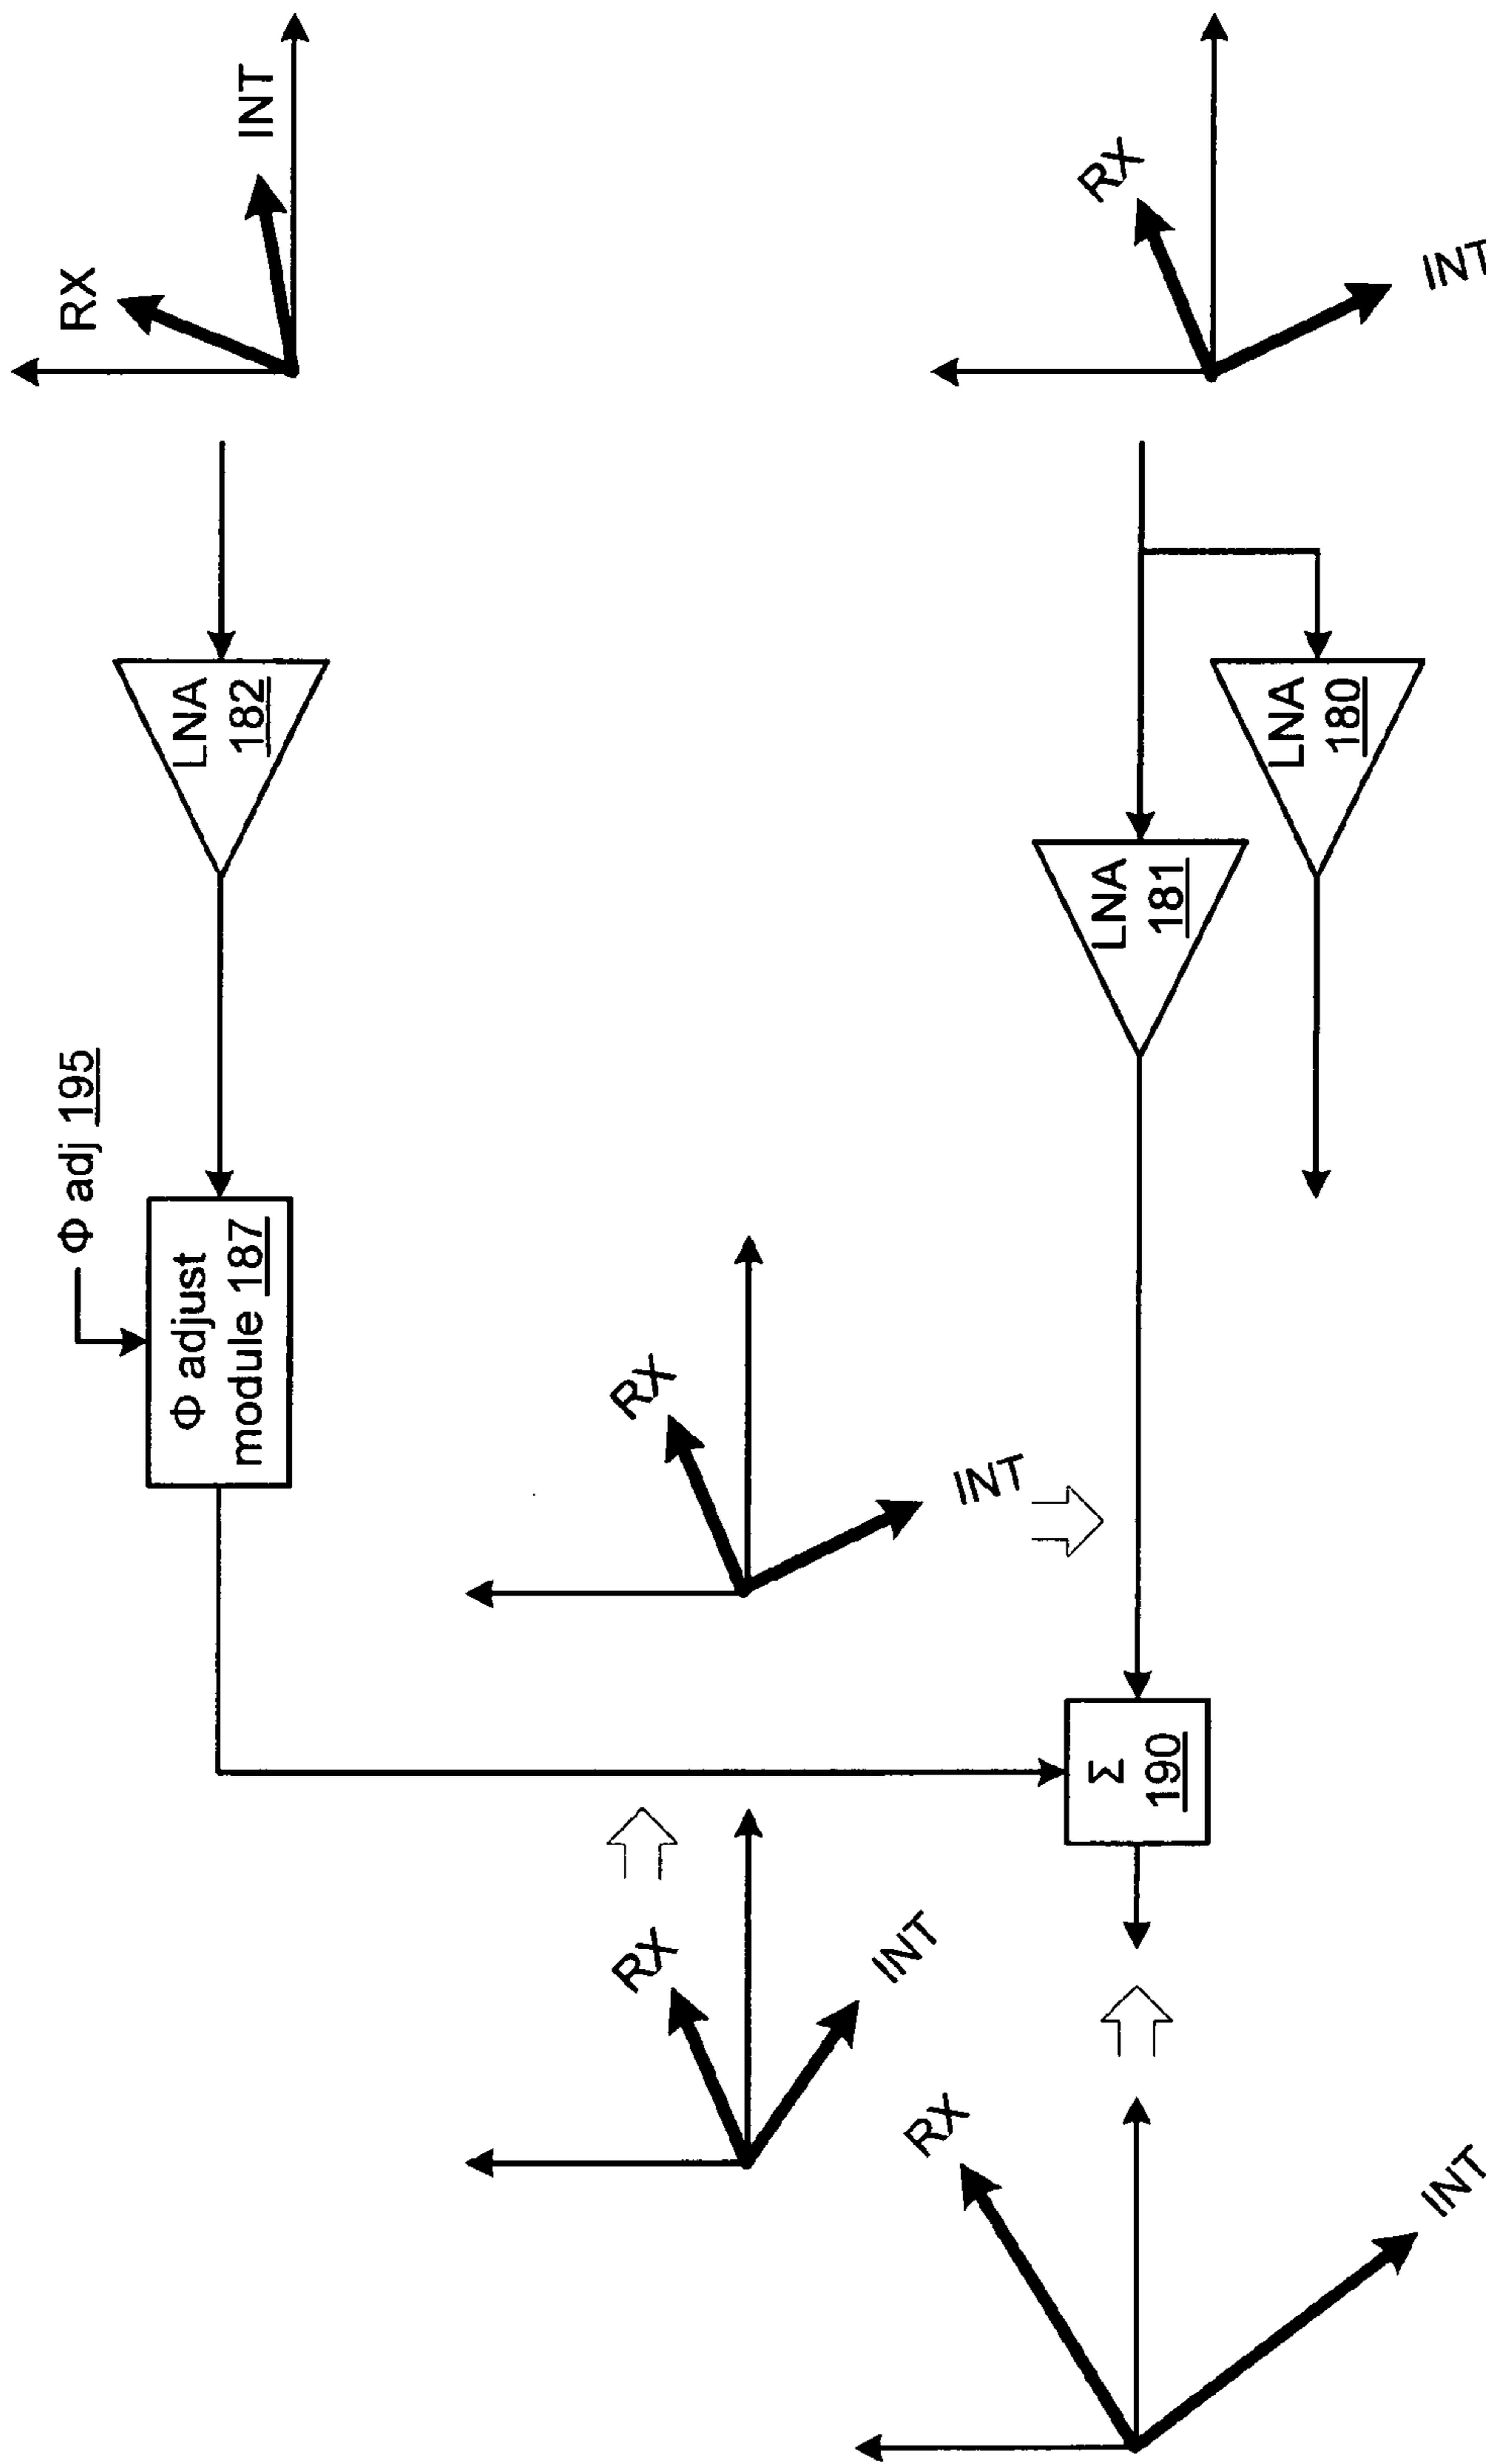 Φ adj 195
RX
Φ adjust
module 187
LNA
182
INT
RX
RX
INT
INT
RX
Σ
190
LNA
181
RX
LNA
180
INT
INT